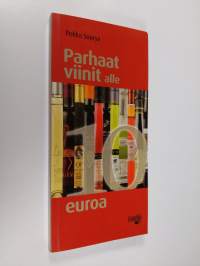 Pekka Suorsa
Parhaat
viinit alle
10
euroa